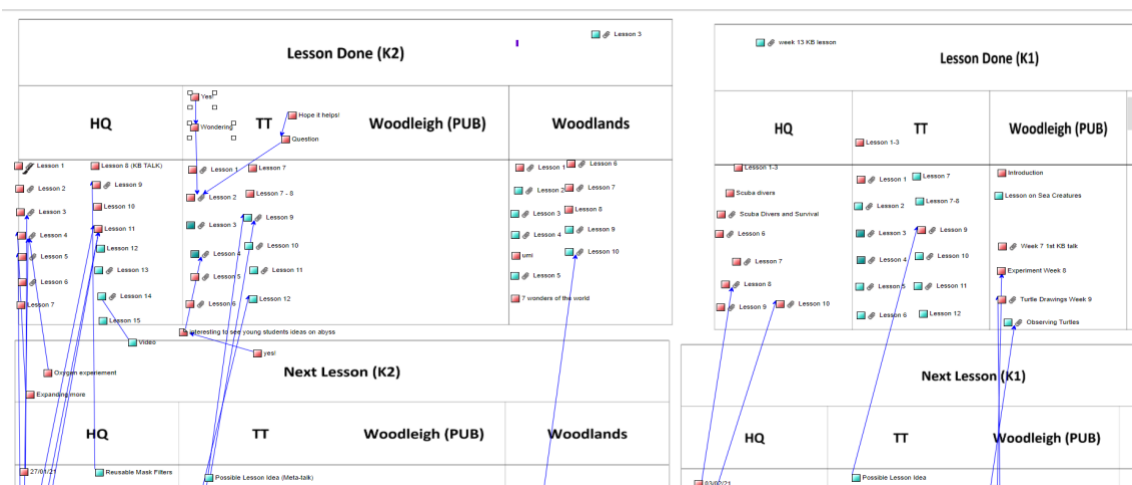 Lesson 3
Lesson Done (K2)
HQ
TT
Woodleigh (PUB)
Woodlands
Yes!
Wondering
Hope it helps!
Question
Lesson 1
Lesson 2
Lesson 3
Lesson 4
Lesson 5
Lesson 6
Lesson 7
Lesson 8 (KB TALK)
Lesson 9
Lesson 10
Lesson 11
Lesson 12
Lesson 13
Lesson 14
Lesson 15
Video
Oxygen experiement
Expanding more
Lesson 1
Lesson 2
Lesson 3
Lesson 4
Lesson 5
Lesson 6
Lesson 7
Lesson 7 - 8
Lesson 9
Lesson 10
Lesson 11
Lesson 12
interesting to see young students ideas on abyss
yes!
Lesson 1
Lesson 2
Lesson 3
Lesson 4
umi
Lesson 5
7 wonders of the world
Lesson 6
Lesson 7
Lesson 8
Lesson 9
Lesson 10
Next Lesson (K2)
HQ
TT
Woodleigh (PUB)
Woodlands
27/01/21
Reusable Mask Filters
Possible Lesson Idea (Meta-talk)
week 13 KB lesson
Lesson Done (K1)
HQ
TT
Woodleigh (PUB)
Lesson 1-3
Lesson 1-3
Scuba divers
Scuba Divers and Survival
Lesson 6
Lesson 7
Lesson 8
Lesson 9
Lesson 10
Lesson 1
Lesson 2
Lesson 3
Lesson 4
Lesson 5
Lesson 6
Lesson 7
Lesson 7-8
Lesson 9
Lesson 10
Lesson 11
Lesson 12
Introduction
Lesson on Sea Creatures
Week 7 1st KB talk
Experiment Week 8
Turtle Drawings Week 9
Observing Turtles
Next Lesson (K1)
HQ
TT
Woodleigh (PUB)
03/02/21
Possible Lesson Idea